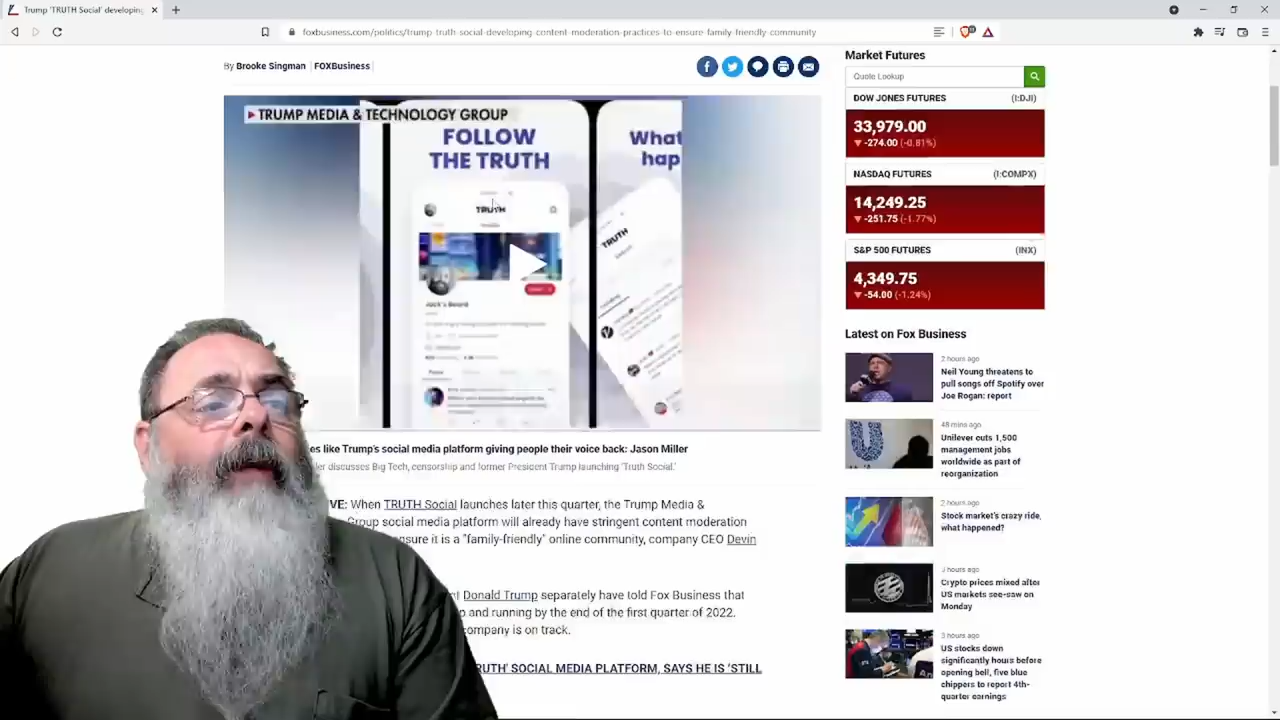 Trump 'TRUTH Social' developing
foxbusiness.com/politics/trump-truth-social-developing-content-moderation-practices-to-ensure-family-friendly-community
By Brooke Singman | FOXBusiness
TRUMP MEDIA & TECHNOLOGY GROUP
FOLLOW
THE TRUTH
TRUTH
Jack's Beard
What
hap
TRUTH
es like Trump's social media platform giving people their voice back: Jason Miller
er discusses Big Tech, censorship and former President Trump launching 'Truth Social.'
VE: When TRUTH Social launches later this quarter, the Trump Media &
Group social media platform will already have stringent content moderation
nsure it is a "family-friendly" online community, company CEO Devin
nt Donald Trump separately have told Fox Business that
p and running by the end of the first quarter of 2022.
ompany is on track.
RUTH' SOCIAL MEDIA PLATFORM, SAYS HE IS 'STILL
Market Futures
Quote Lookup
DOW JONES FUTURES (I:DJI)
33,979.00
-274.00 (-0.81%)
NASDAQ FUTURES (I:COMPX)
14,249.25
-251.75 (-1.77%)
S&P 500 FUTURES (INX)
4,349.75
-54.00 (-1.24%)
Latest on Fox Business
2 hours ago
Neil Young threatens to
pull songs off Spotify over
Joe Rogan: report
48 mins ago
Unilever cuts 1,500
management jobs
worldwide as part of
reorganization
2 hours ago
Stock market's crazy ride,
what happened?
hours ago
Crypto prices mixed after
US markets see-saw on
Monday
3 hours ago
US stocks down
significantly hours before
opening bell, five blue
chippers to report 4th-
quarter earnings